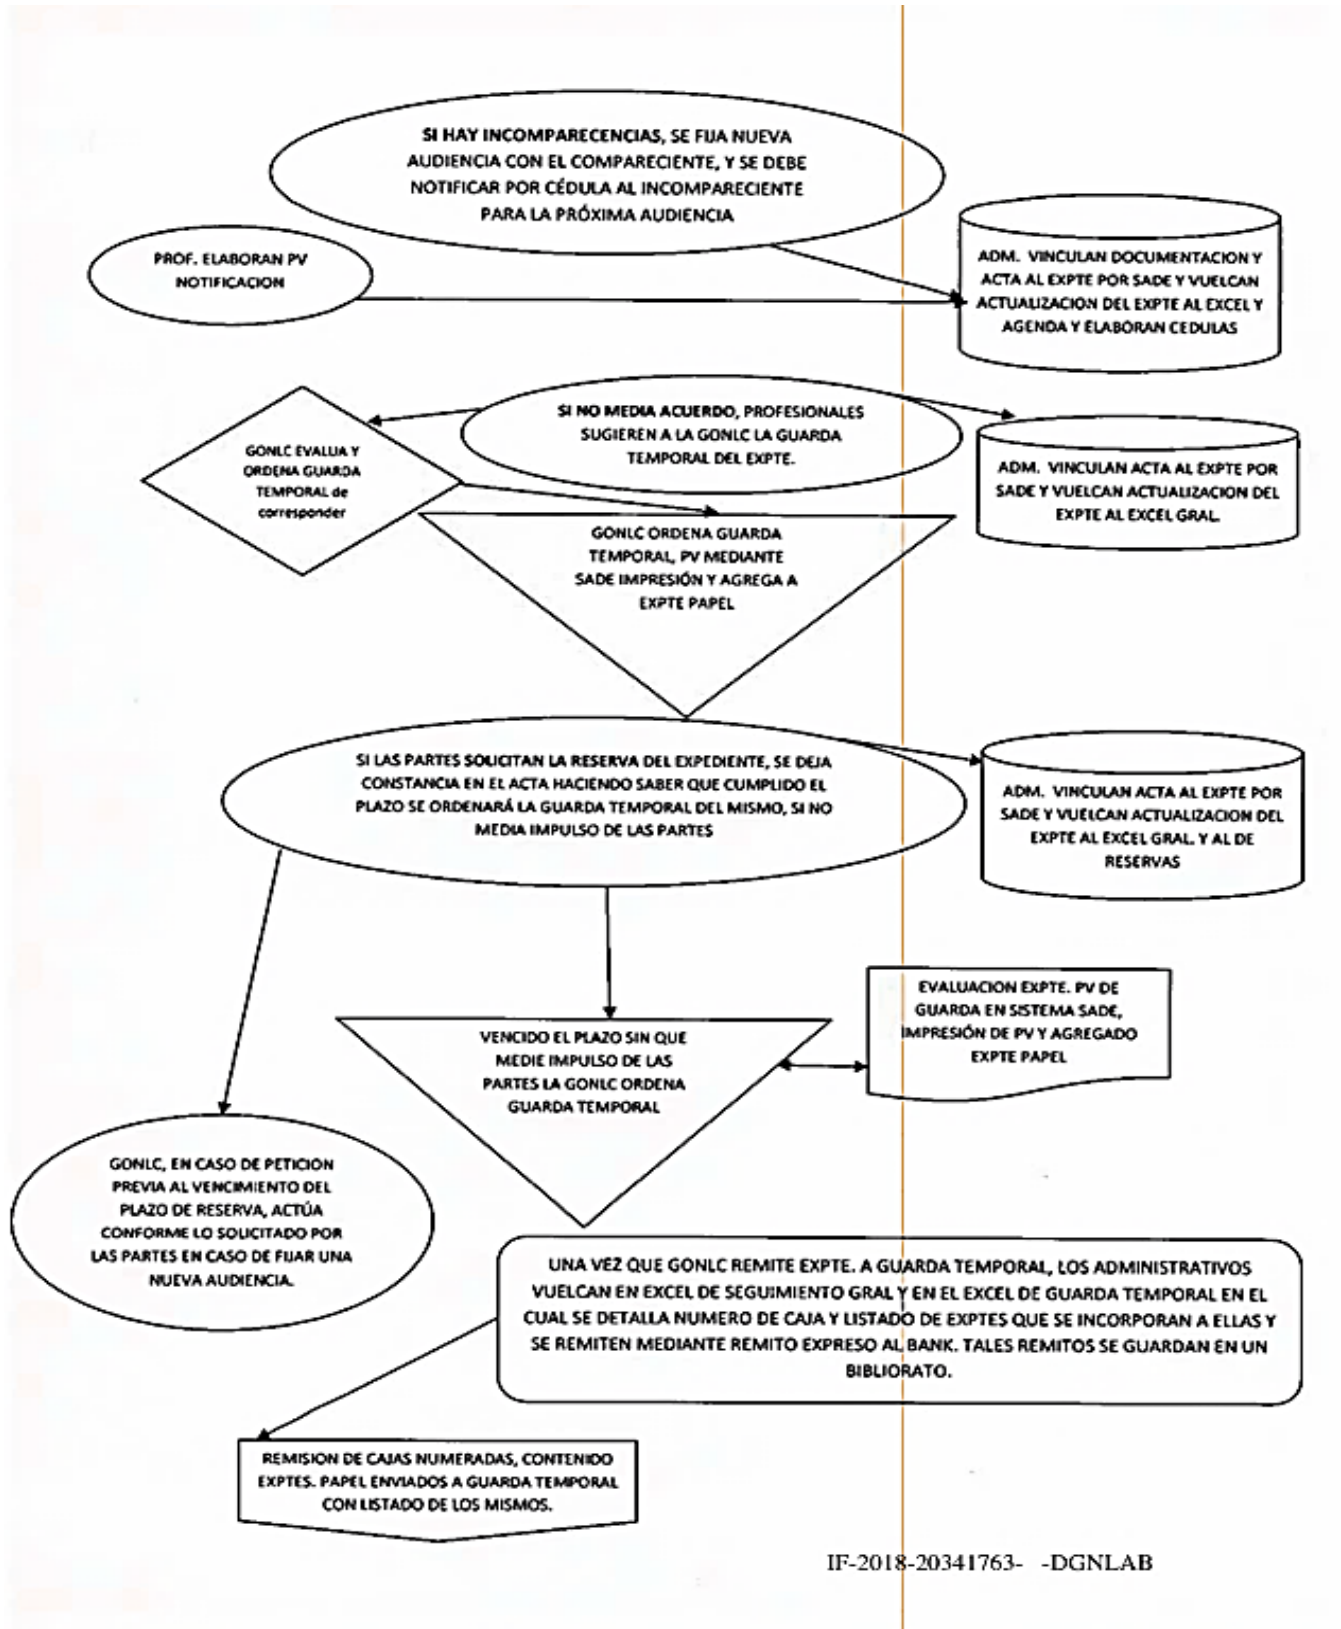 SI HAY INCOMPARECENCIAS, SE FIJA NUEVA
AUDIENCIA CON EL COMPARECIENTE, Y SE DEBE
NOTIFICAR POR CÉDULA AL INCOMPARECIENTE
PARA LA PRÓXIMA AUDIENCIA
PROF. ELABORAN PV
NOTIFICACION
ADM. VINCULAN DOCUMENTACION Y
ACTA AL EXPTE POR SADE Y VUELCAN
ACTUALIZACION DEL EXPTE AL EXCEL Y
AGENDA Y ELABORAN CEDULAS
SI NO MEDIA ACUERDO, PROFESIONALES
SUGIEREN A LA GONLC LA GUARDA
TEMPORAL DEL EXPTE.
GONLC EVALUA Y
ORDENA GUARDA
TEMPORAL de
corresponder
ADM. VINCULAN ACTA AL EXPTE POR
SADE Y VUELCAN ACTUALIZACION DEL
EXPTE AL EXCEL GRAL.
GONLC ORDENA GUARDA
TEMPORAL, PV MEDIANTE
SADE IMPRESIÓN Y AGREGA A
EXPTE PAPEL
SI LAS PARTES SOLICITAN LA RESERVA DEL EXPEDIENTE, SE DEJA
CONSTANCIA EN EL ACTA HACIENDO SABER QUE CUMPLIDO EL
PLAZO SE ORDENARÁ LA GUARDA TEMPORAL DEL MISMO, SI NO
MEDIA IMPULSO DE LAS PARTES
ADM. VINCULAN ACTA AL EXPTE POR
SADE Y VUELCAN ACTUALIZACION DEL
EXPTE AL EXCEL GRAL. Y AL DE
RESERVAS
EVALUACION EXPTE. PV DE
GUARDA EN SISTEMA SADE,
IMPRESIÓN DE PV Y AGREGADO
EXPTE PAPEL
VENCIDO EL PLAZO SIN QUE
MEDIE IMPULSO DE LAS
PARTES LA GONLC ORDENA
GUARDA TEMPORAL
GONLC, EN CASO DE PETICION
PREVIA AL VENCIMIENTO DEL
PLAZO DE RESERVA, ACTÚA
CONFORME LO SOLICITADO POR
LAS PARTES EN CASO DE FIJAR UNA
NUEVA AUDIENCIA.
UNA VEZ QUE GONLC REMITE EXPTE. A GUARDA TEMPORAL, LOS ADMINISTRATIVOS
VUELCAN EN EXCEL DE SEGUIMIENTO GRAL Y EN EL EXCEL DE GUARDA TEMPORAL EN EL
CUAL SE DETALLA NUMERO DE CAJA Y LISTADO DE EXPTES QUE SE INCORPORAN A ELLAS Y
SE REMITEN MEDIANTE REMITO EXPRESO AL BANK. TALES REMITOS SE GUARDAN EN UN
BIBLIORATO.
REMISION DE CAJAS NUMERADAS, CONTENIDO
EXPTES. PAPEL ENVIADOS A GUARDA TEMPORAL
CON LISTADO DE LOS MISMOS.
IF-2018-20341763- -DGNLAB